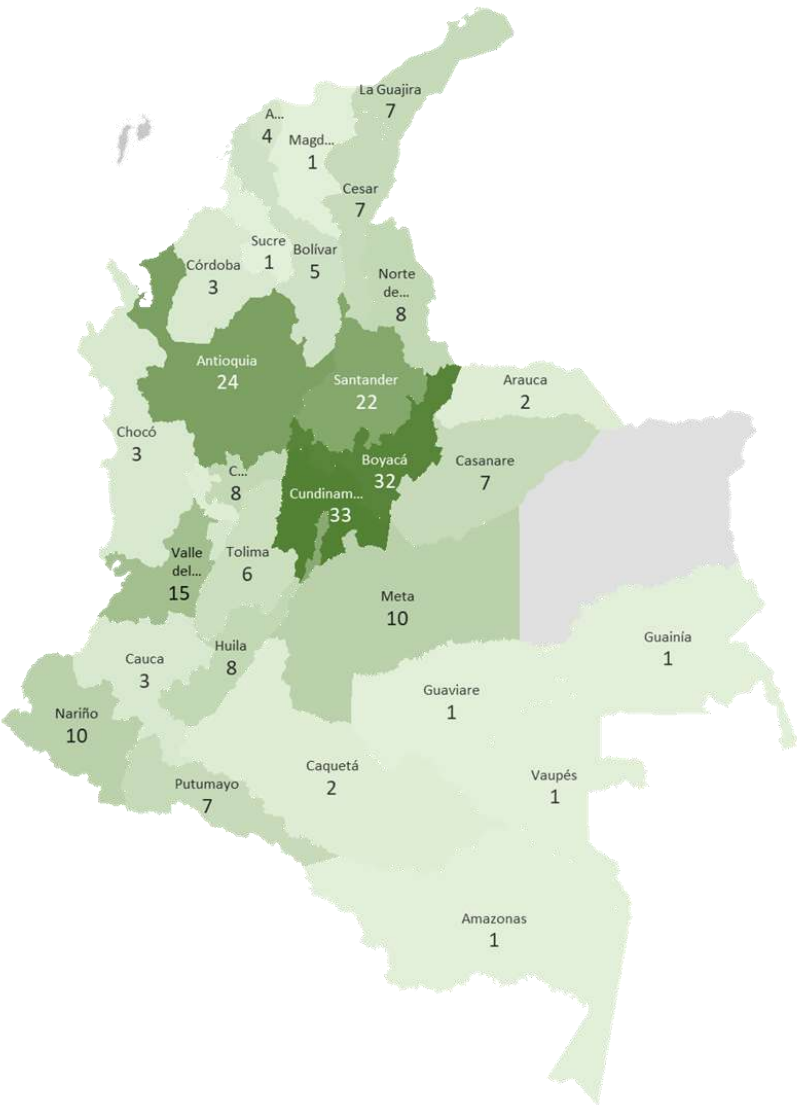 La Guajira
7
A...
4
Magd...
1
Cesar
7
Sucre
1
Bolívar
5
Córdoba
3
Norte
de...
8
Antioquia
24
Santander
22
Arauca
2
Chocó
3
C...
8
Boyacá
32
Casanare
7
Cundinam...
33
Valle
del...
15
Tolima
6
Meta
10
Guainía
1
Cauca
3
Huila
8
Guaviare
1
Nariño
10
Caquetá
2
Vaupés
1
Putumayo
7
Amazonas
1